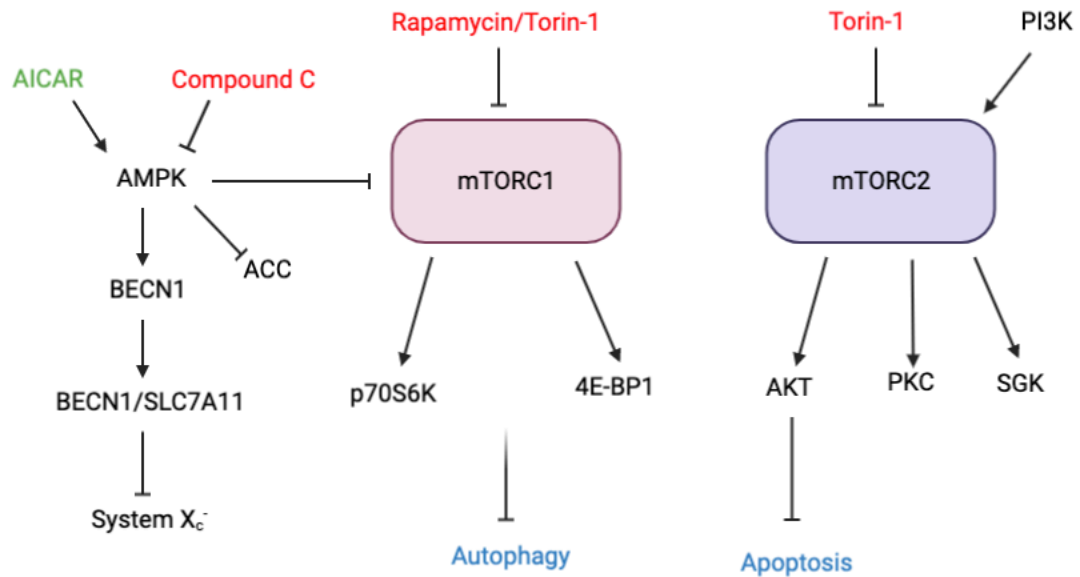 Rapamycin/Torin-1
Torin-1
PI3K
AICAR
Compound C
AMPK
mTORC1
mTORC2
ACC
BECN1
p70S6K
4E-BP1
AKT
PKC
SGK
BECN1/SLC7A11
System Xc-
Autophagy
Apoptosis